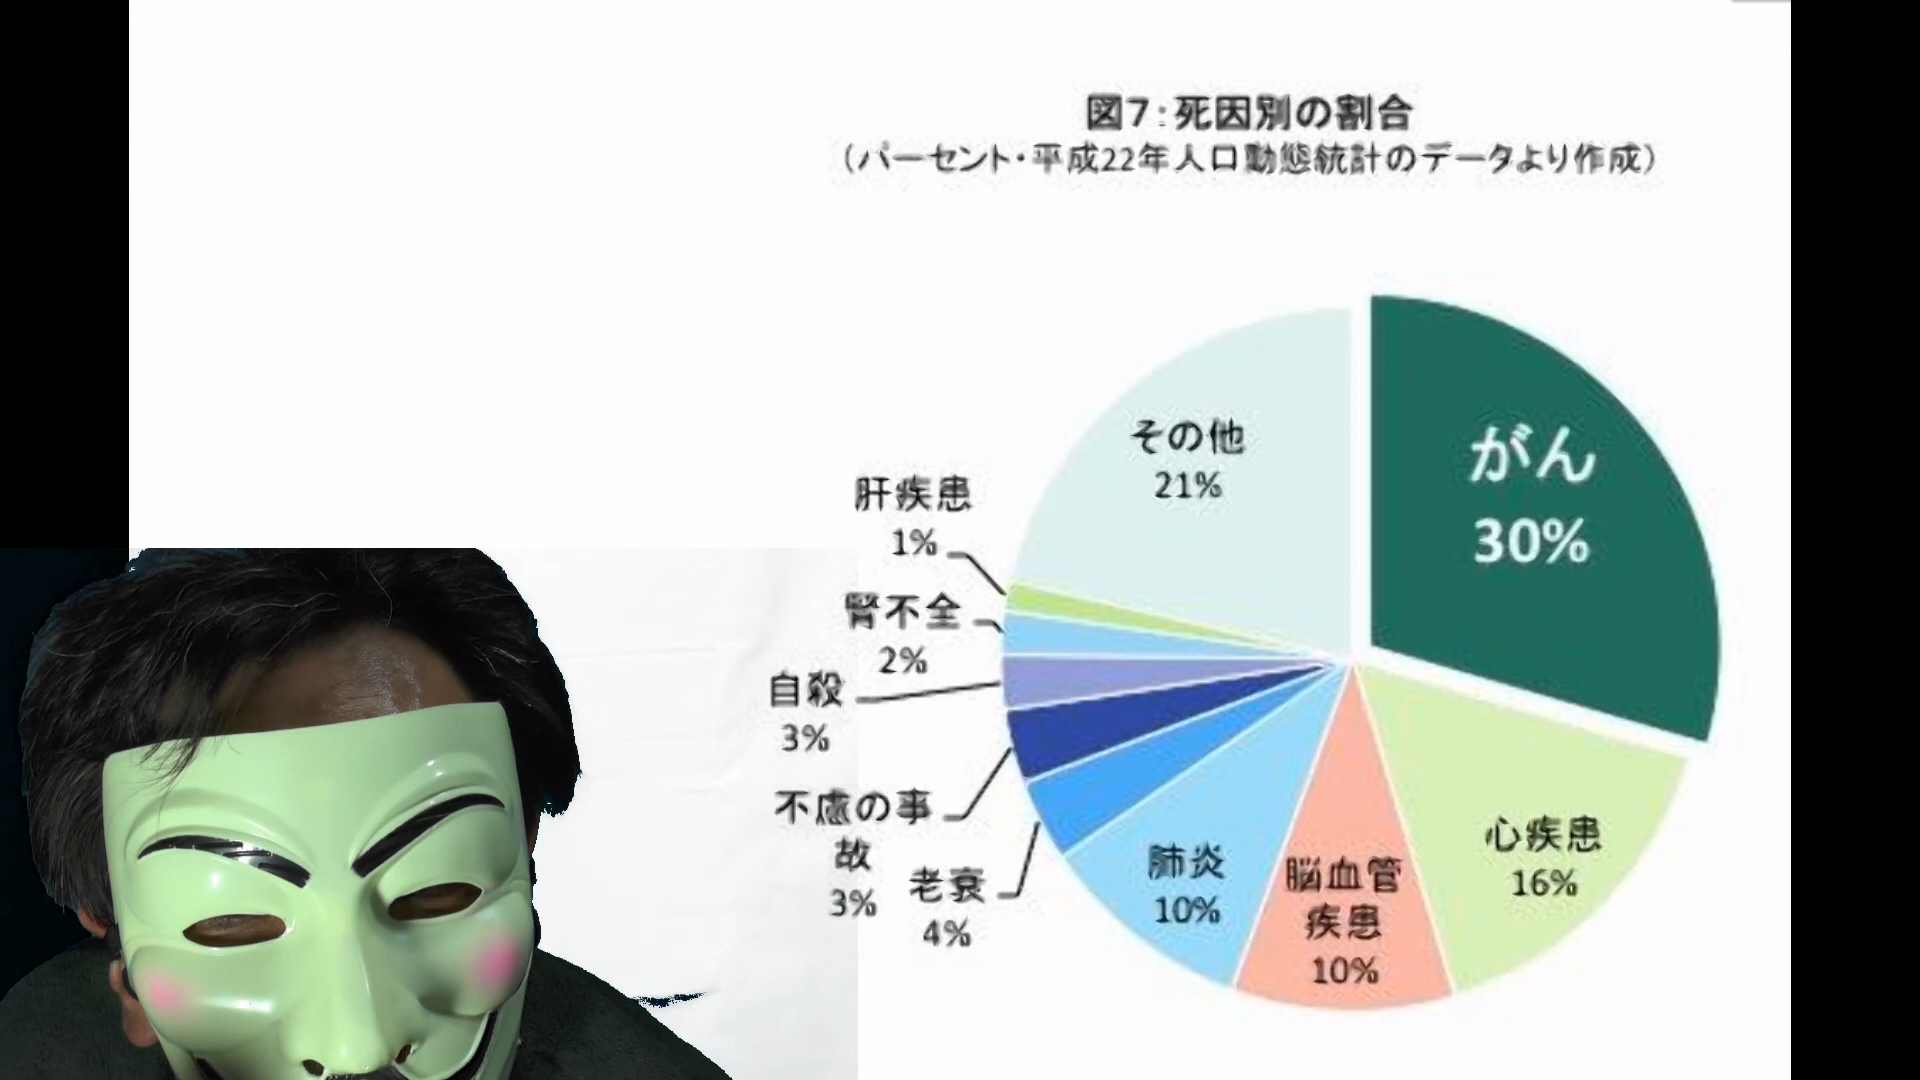 図7:死因別の割合
(パーセント・平成22年人口動態統計のデータより作成)
その他
21%
がん
30%
肝疾患
1%
腎不全
2%
自殺
3%
不慮の事
故
3%
老衰
4%
肺炎
10%
脳血管
疾患
10%
心疾患
16%